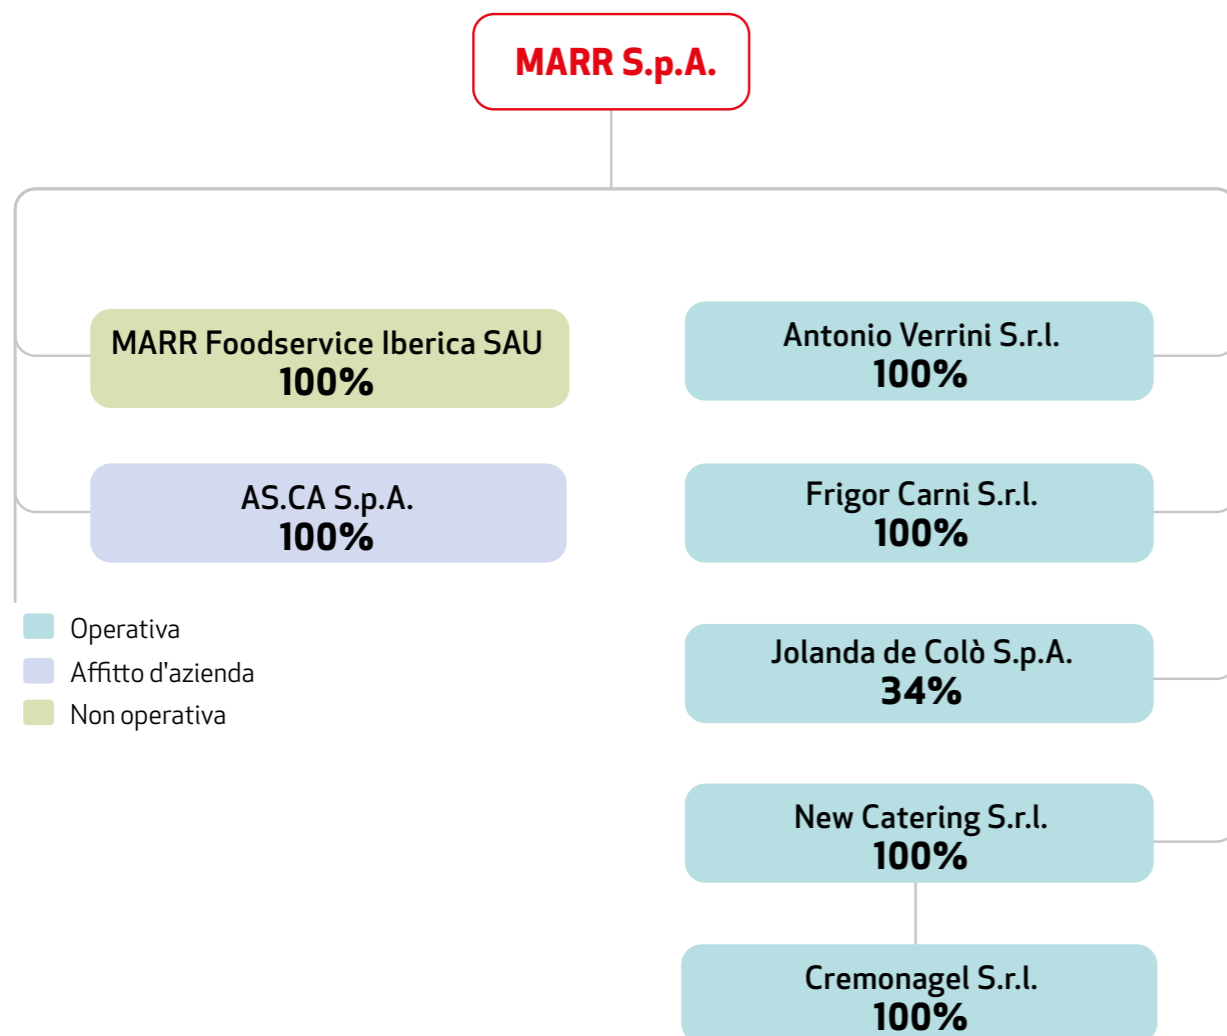 MARR S.p.A.
MARR Foodservice Iberica SAU
100%
AS.CA S.p.A.
100%
Operativa
Affitto d'azienda
Non operativa
Antonio Verrini S.r.l.
100%
Frigor Carni S.r.l.
100%
Jolanda de Colò S.p.A.
34%
New Catering S.r.l.
100%
Cremonagel S.r.l.
100%